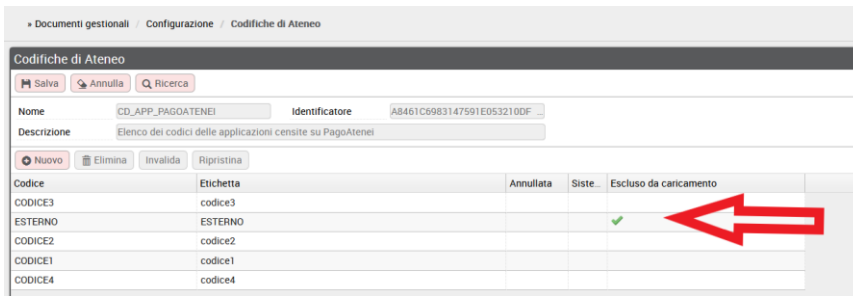 » Documenti gestionali / Configurazione / Codifiche di Ateneo
Codifiche di Ateneo
Salva Annulla Ricerca
Nome CD_APP_PAGOATENEI Identificatore A8461C6983147591E053210DF ...
Descrizione Elenco dei codici delle applicazioni censite su PagoAtenei
Nuovo Elimina Invalida Ripristina
Codice Etichetta Annullata Siste... Escluso da caricamento
CODICE3 codice3
ESTERNO ESTERNO
CODICE2 codice2
CODICE1 codice1
CODICE4 codice4